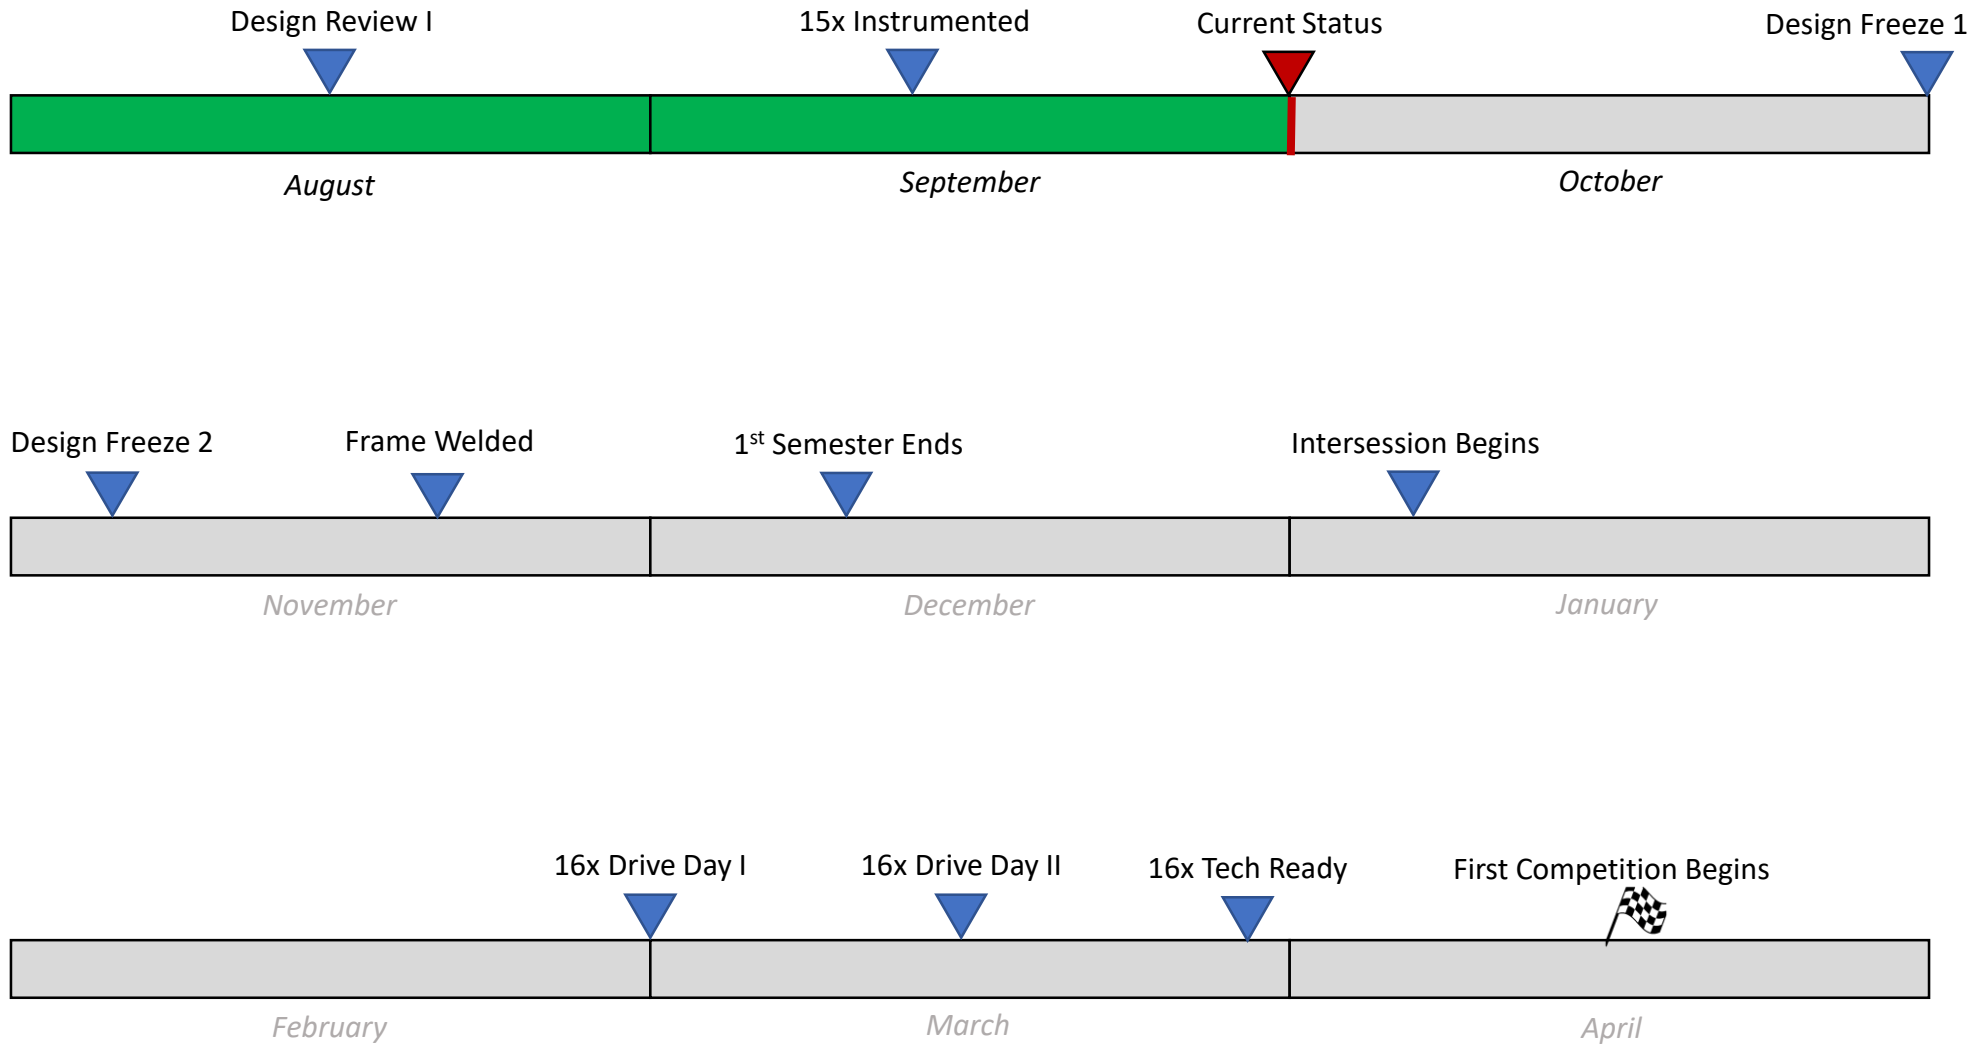 Design Review I
15x Instrumented
Current Status
Design Freeze 1
August
September
October
Design Freeze 2
Frame Welded
1st Semester Ends
Intersession Begins
November
December
January
16x Drive Day I
16x Drive Day II
16x Tech Ready
First Competition Begins
February
March
April